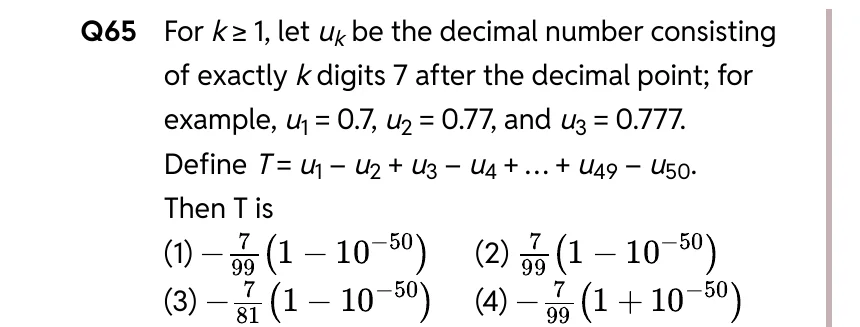 Q65 For k ≥ 1, let uₖ be the decimal number consisting
of exactly k digits 7 after the decimal point; for
example, u₁ = 0.7, u₂ = 0.77, and u₃ = 0.777.
Define T = u₁ − u₂ + u₃ − u₄ + ... + u₄₉ − u₅₀.
Then T is
(1) −7/99 (1 − 10⁻⁵⁰) (2) 7/99 (1 − 10⁻⁵⁰)
(3) −7/81 (1 − 10⁻⁵⁰) (4) −7/99 (1 + 10⁻⁵⁰)